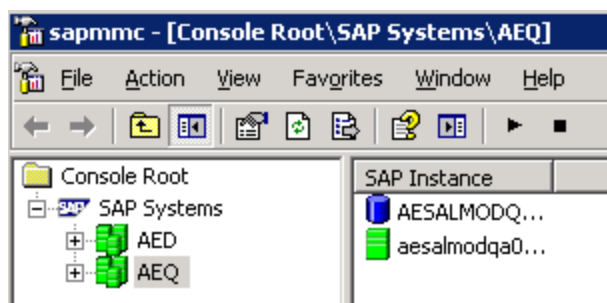 sapmmc - [Console Root\SAP Systems\AEQ]
File Action View Favorites Window Help
Console Root
SAP Systems
AED
AEQ
SAP Instance
AESALMODQ...
aesalmodqa0...